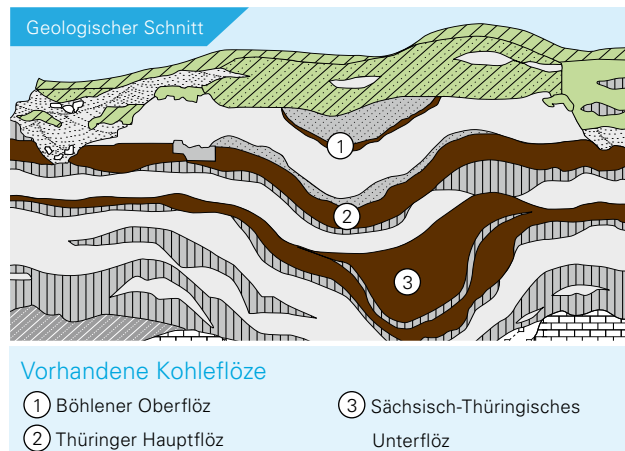 Geologischer Schnitt
1
2
3
Vorhandene Kohleflöze
1 Böhlener Oberflöz
2 Thüringer Hauptflöz
3 Sächsisch-Thüringisches
Unterflöz